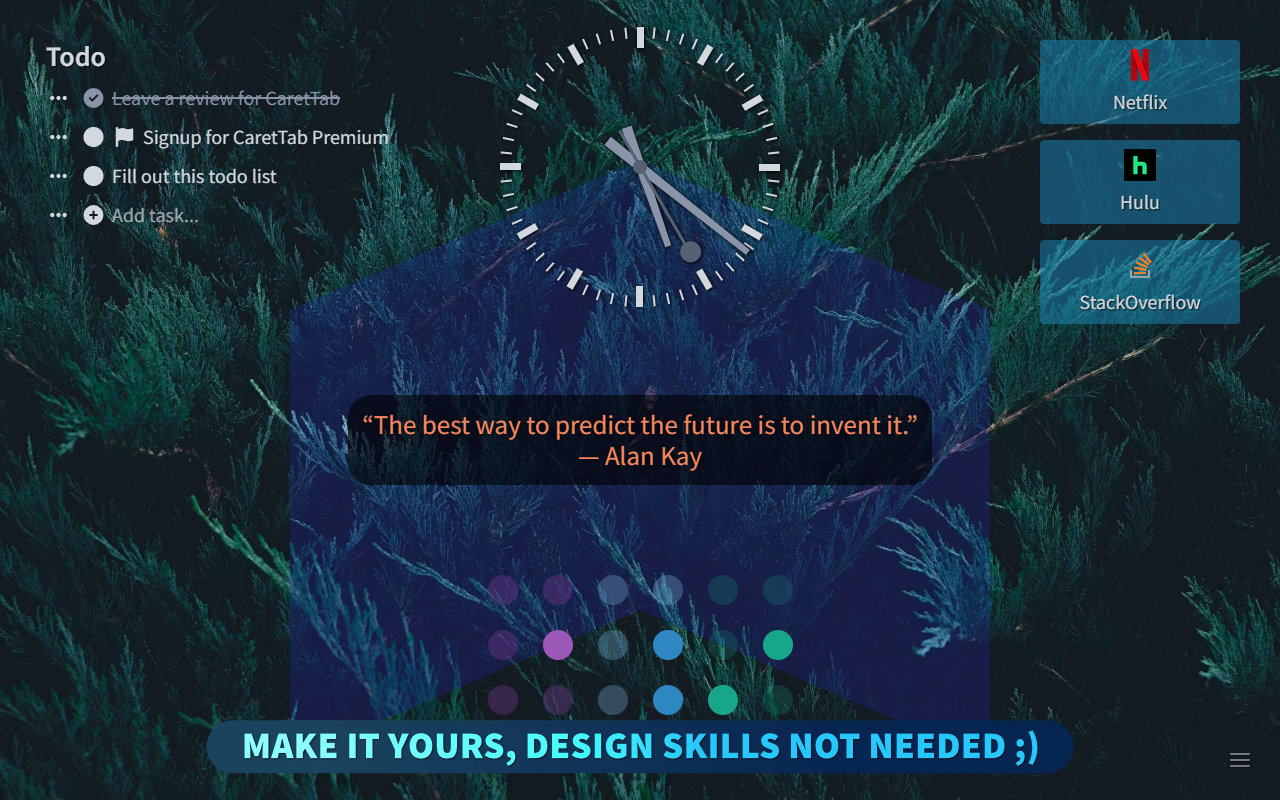 Todo
Leave a review for CaretTab
Signup for CaretTab Premium
Fill out this todo list
Add task...
Netflix
h
Hulu
StackOverflow
“The best way to predict the future is to invent it.”
— Alan Kay
MAKE IT YOURS, DESIGN SKILLS NOT NEEDED ;)